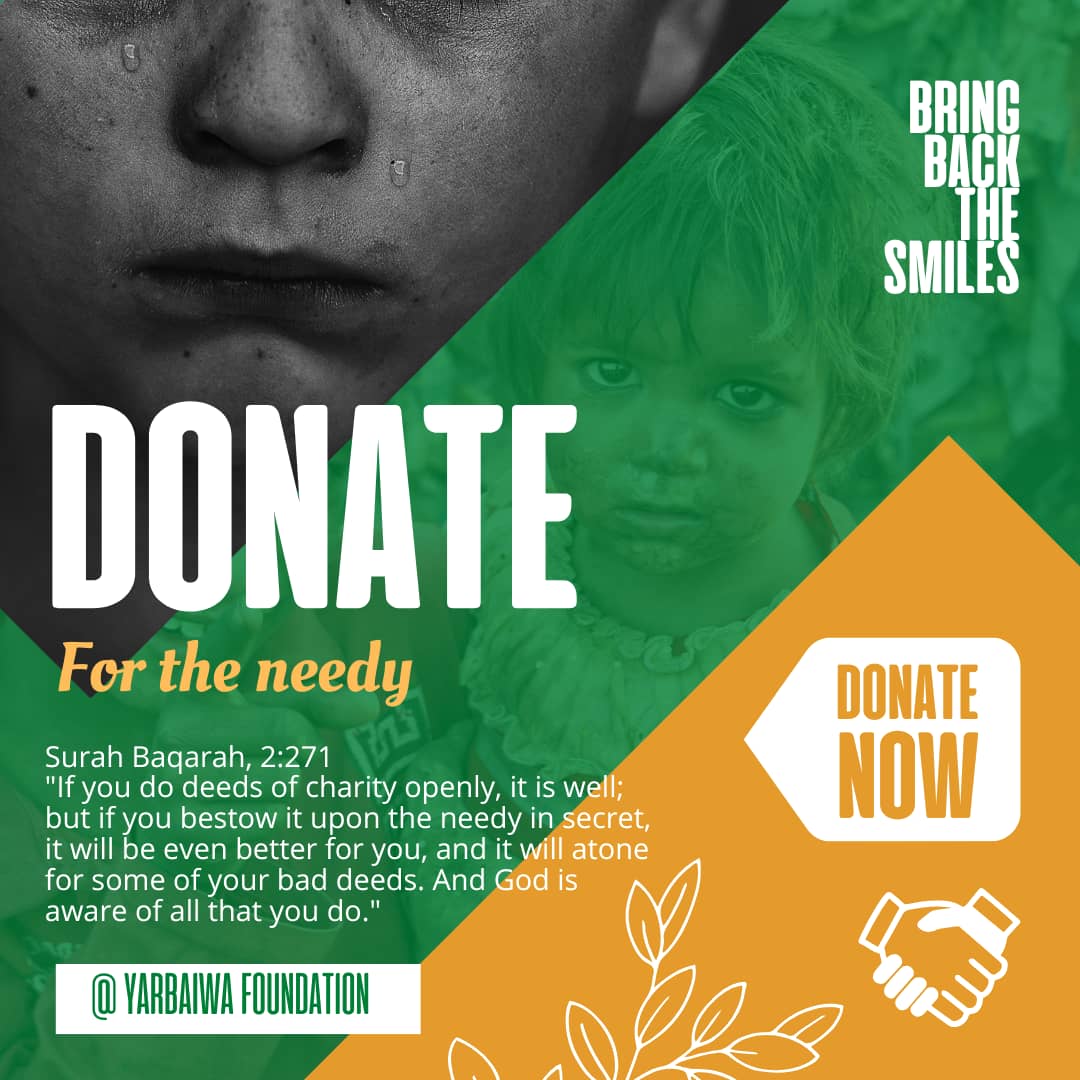 BRING
BACK
THE
SMILES
DONATE
For the needy
Surah Baqarah, 2:271
"If you do deeds of charity openly, it is well;
but if you bestow it upon the needy in secret,
it will be even better for you, and it will atone
for some of your bad deeds. And God is
aware of all that you do."
DONATE
NOW
@ YARBAIWA FOUNDATION